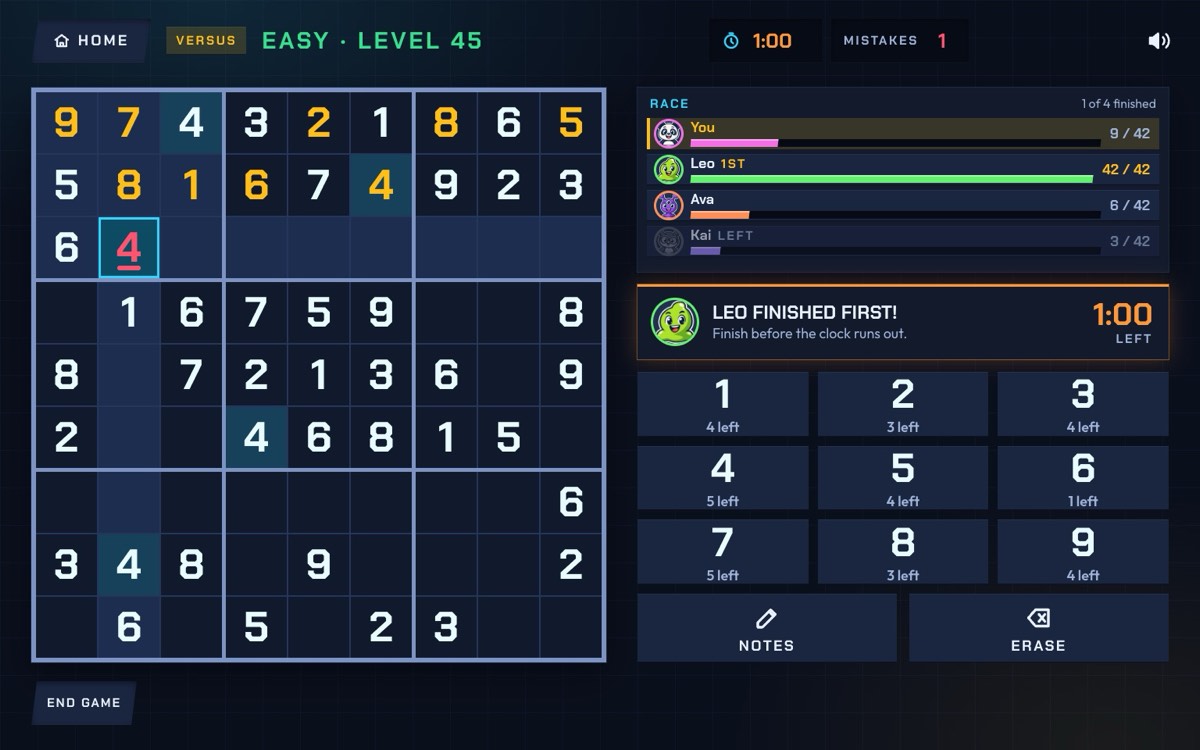 HOME VERSUS EASY · LEVEL 45 1:00 MISTAKES 1
9 7 4 3 2 1 8 6 5
5 8 1 6 7 4 9 2 3
6 4
1 6 7 5 9 8
8 7 2 1 3 6 9
2 4 6 8 1 5
6
3 4 8 9 2
6 5 2 3
RACE 1 of 4 finished
You 9 / 42
Leo 1ST 42 / 42
Ava 6 / 42
Kai LEFT 3 / 42
LEO FINISHED FIRST!
Finish before the clock runs out.
1:00
LEFT
1 2 3
4 left 3 left 4 left
4 5 6
5 left 4 left 1 left
7 8 9
5 left 3 left 4 left
NOTES ERASE
END GAME